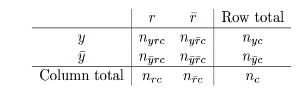 r r̄ Row total
y n_{yrc} n_{yr̄c} n_{yc}
ȳ n_{ȳrc} n_{ȳr̄c} n_{ȳc}
Column total n_{rc} n_{r̄c} n_c